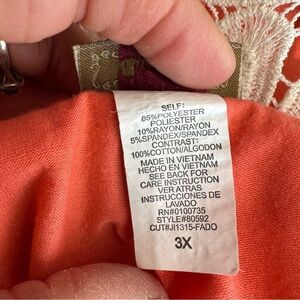 SELF:
85%POLYESTER
POLIESTER
10%RAYON/RAYON
5%SPANDEX/SPANDEX
CONTRAST:
100%COTTON/ALGODON
MADE IN VIETNAM
HECHO EN VIETNAM
SEE BACK FOR
CARE INSTRUCTION
VER ATRAS
INSTRUCCIONES DE
LAVADO
RN#0100735
STYLE#80592
CUT#JI1315-FADO
3X